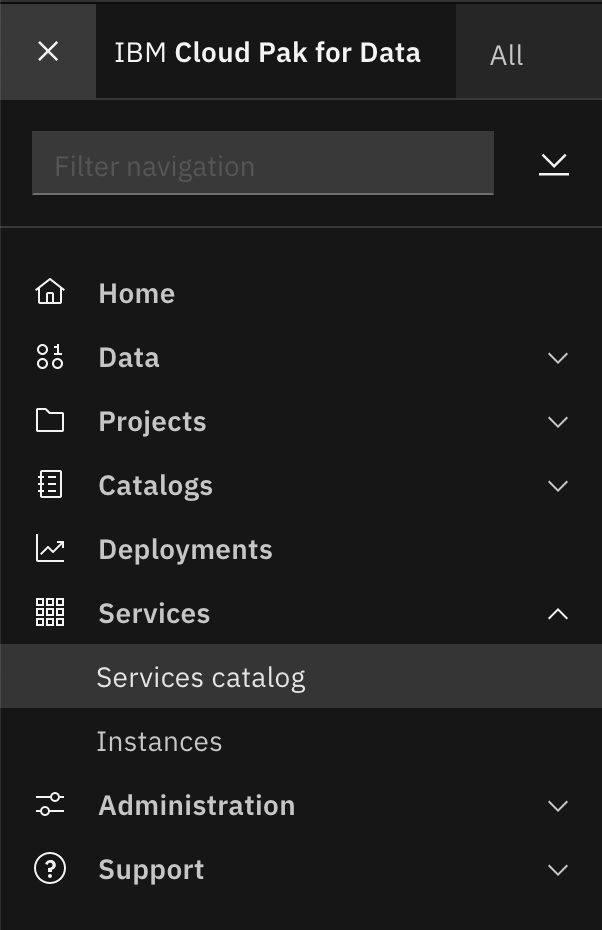 IBM Cloud Pak for Data
All
Filter navigation
Home
Data
Projects
Catalogs
Deployments
Services
Services catalog
Instances
Administration
Support